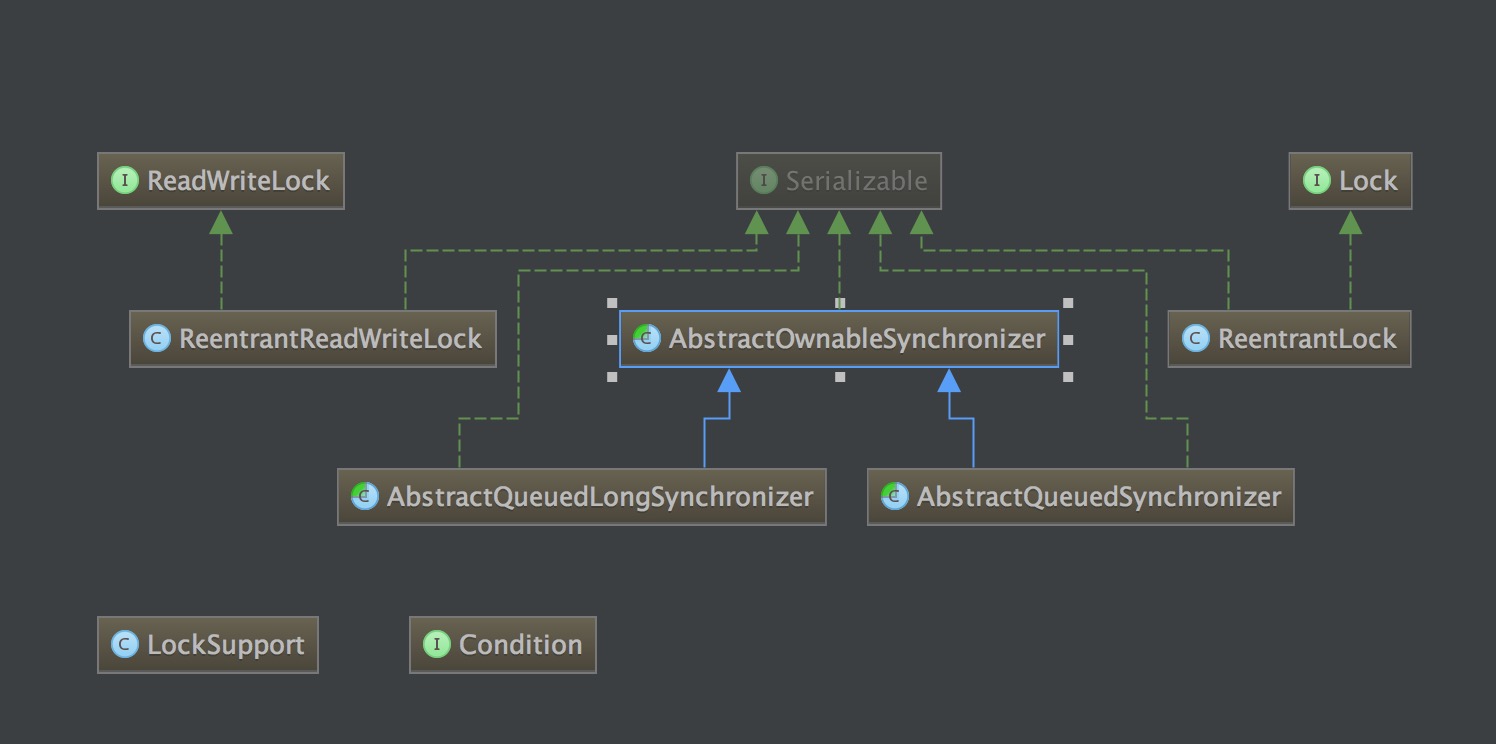 I ReadWriteLock
I Serializable
I Lock
C ReentrantReadWriteLock
C AbstractOwnableSynchronizer
C ReentrantLock
C AbstractQueuedLongSynchronizer
C AbstractQueuedSynchronizer
C LockSupport
I Condition